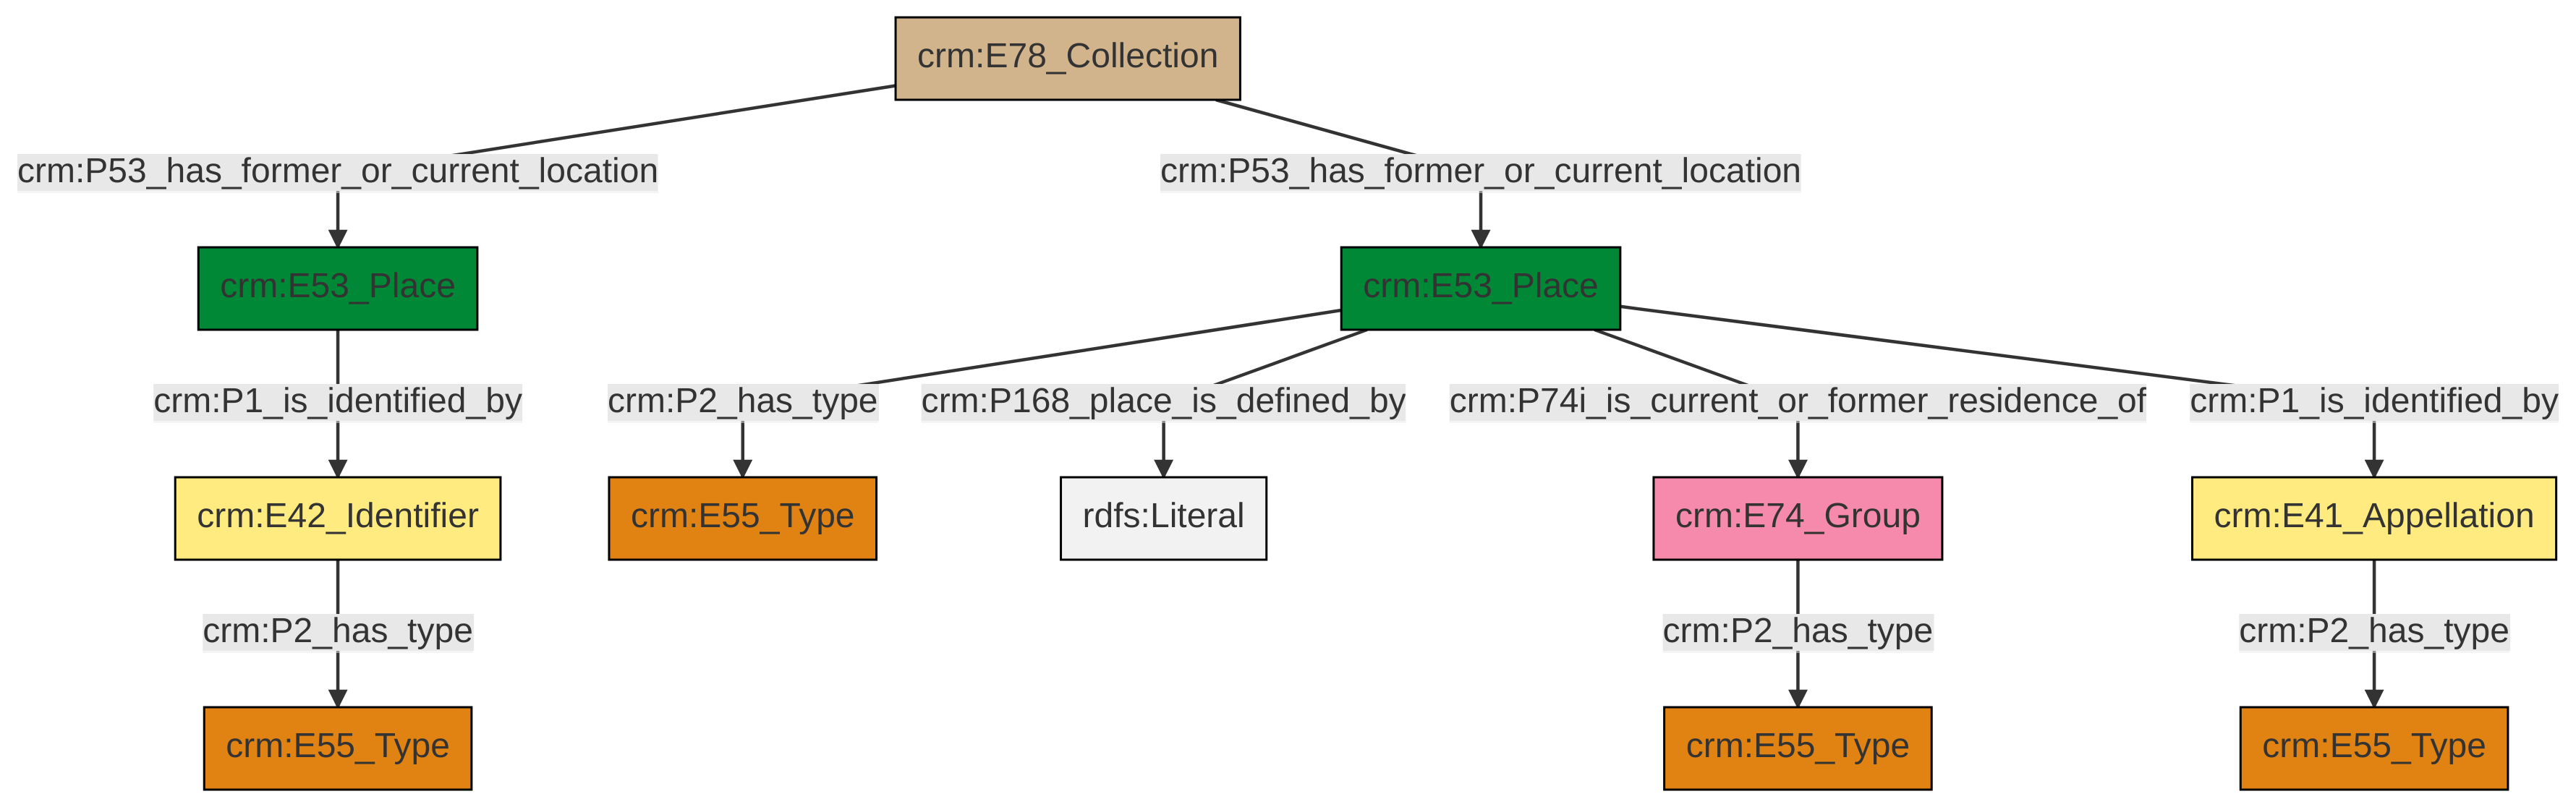 crm:E78_Collection
crm:P53_has_former_or_current_location
crm:P53_has_former_or_current_location
crm:E53_Place
crm:E53_Place
crm:P1_is_identified_by
crm:P2_has_type
crm:P168_place_is_defined_by
crm:P74i_is_current_or_former_residence_of
crm:P1_is_identified_by
crm:E42_Identifier
crm:E55_Type
rdfs:Literal
crm:E74_Group
crm:E41_Appellation
crm:P2_has_type
crm:P2_has_type
crm:P2_has_type
crm:E55_Type
crm:E55_Type
crm:E55_Type